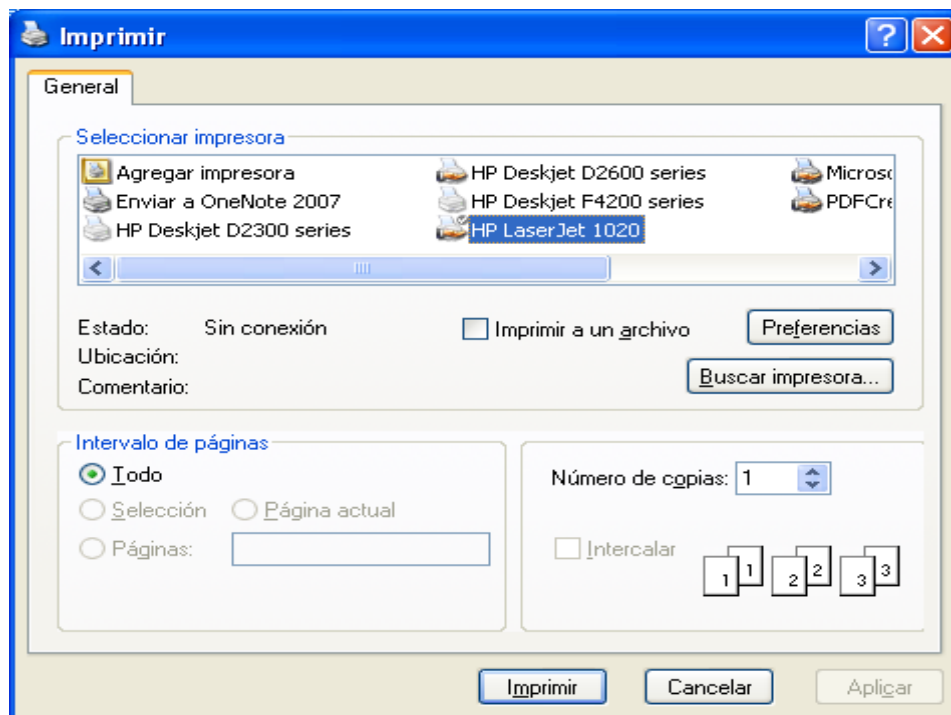 Imprimir
General
Seleccionar impresora
Agregar impresora
Enviar a OneNote 2007
HP Deskjet D2300 series
HP Deskjet D2600 series
HP Deskjet F4200 series
HP LaserJet 1020
Microso
PDFCre
Estado: Sin conexión
Imprimir a un archivo
Preferencias
Ubicación:
Comentario:
Buscar impresora...
Intervalo de páginas
Todo
Selección
Página actual
Páginas:
Número de copias: 1
Intercalar
1 1 2 2 3 3
Imprimir
Cancelar
Aplicar